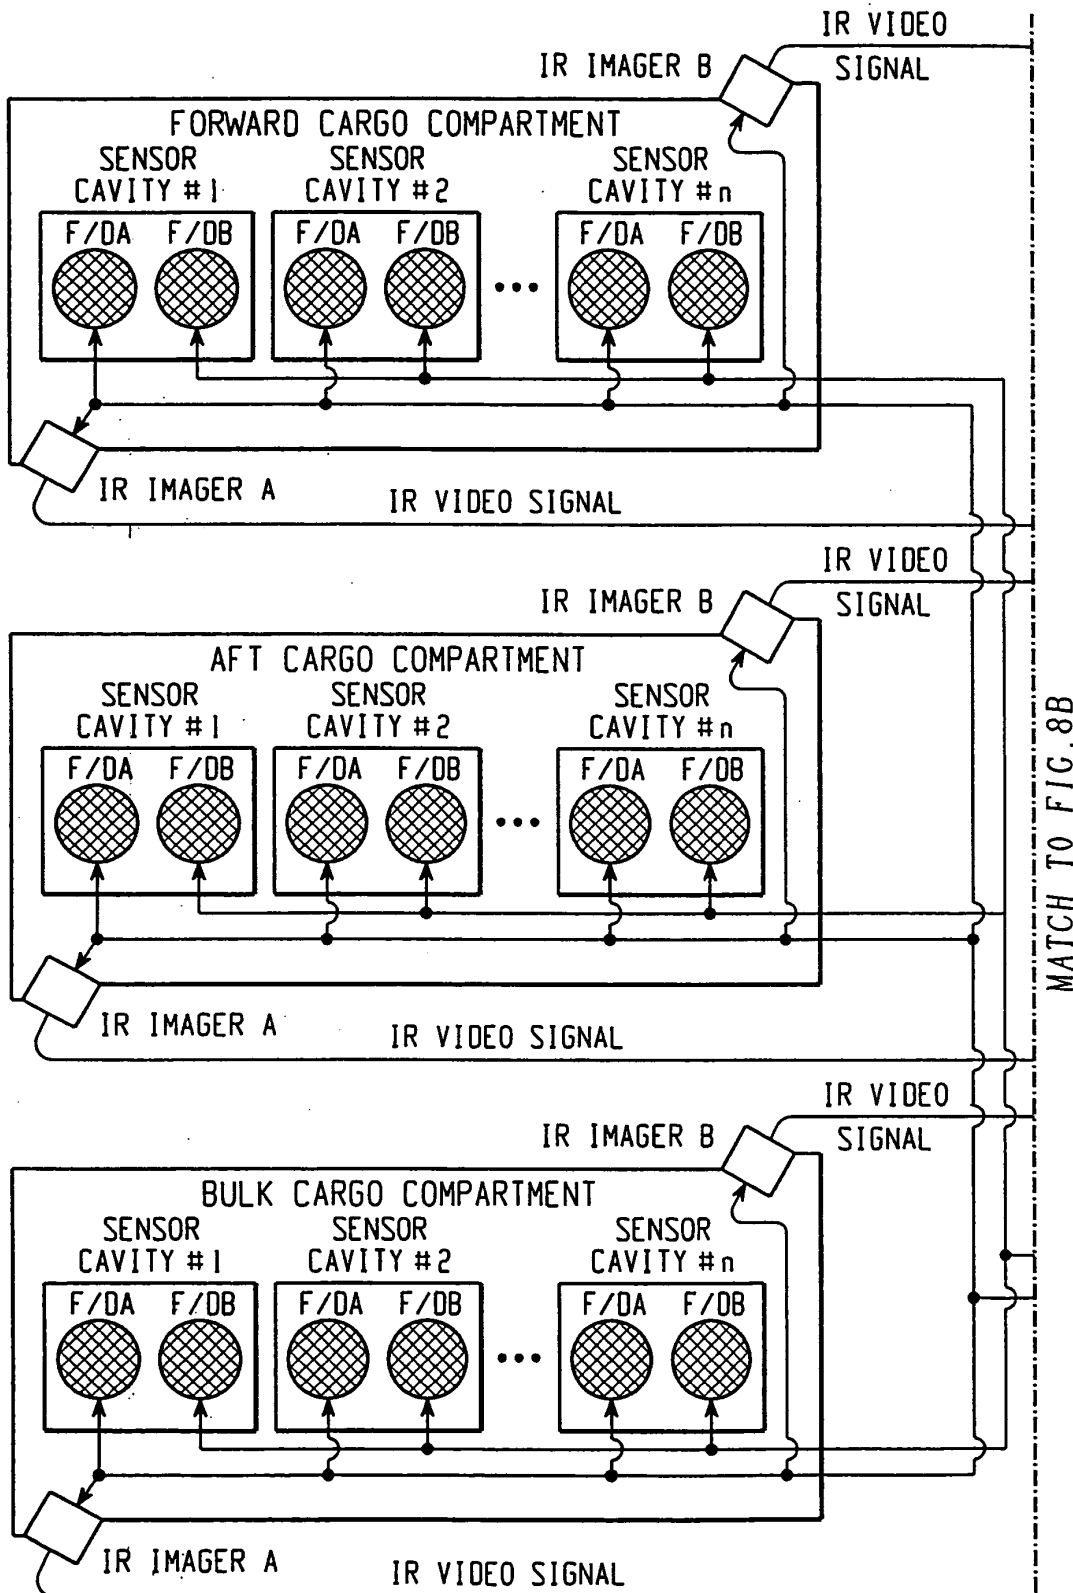 IR VIDEO
SIGNAL
IR IMAGER B
FORWARD CARGO COMPARTMENT
SENSOR CAVITY #1
SENSOR CAVITY #2
SENSOR CAVITY #n
F/DA F/DB F/DA F/DB ••• F/DA F/DB
IR IMAGER A
IR VIDEO SIGNAL
IR VIDEO
SIGNAL
IR IMAGER B
AFT CARGO COMPARTMENT
SENSOR CAVITY #1
SENSOR CAVITY #2
SENSOR CAVITY #n
F/DA F/DB F/DA F/DB ••• F/DA F/DB
IR IMAGER A
IR VIDEO SIGNAL
IR VIDEO
SIGNAL
IR IMAGER B
BULK CARGO COMPARTMENT
SENSOR CAVITY #1
SENSOR CAVITY #2
SENSOR CAVITY #n
F/DA F/DB F/DA F/DB ••• F/DA F/DB
IR IMAGER A
IR VIDEO SIGNAL
MATCH TO FIG.8B